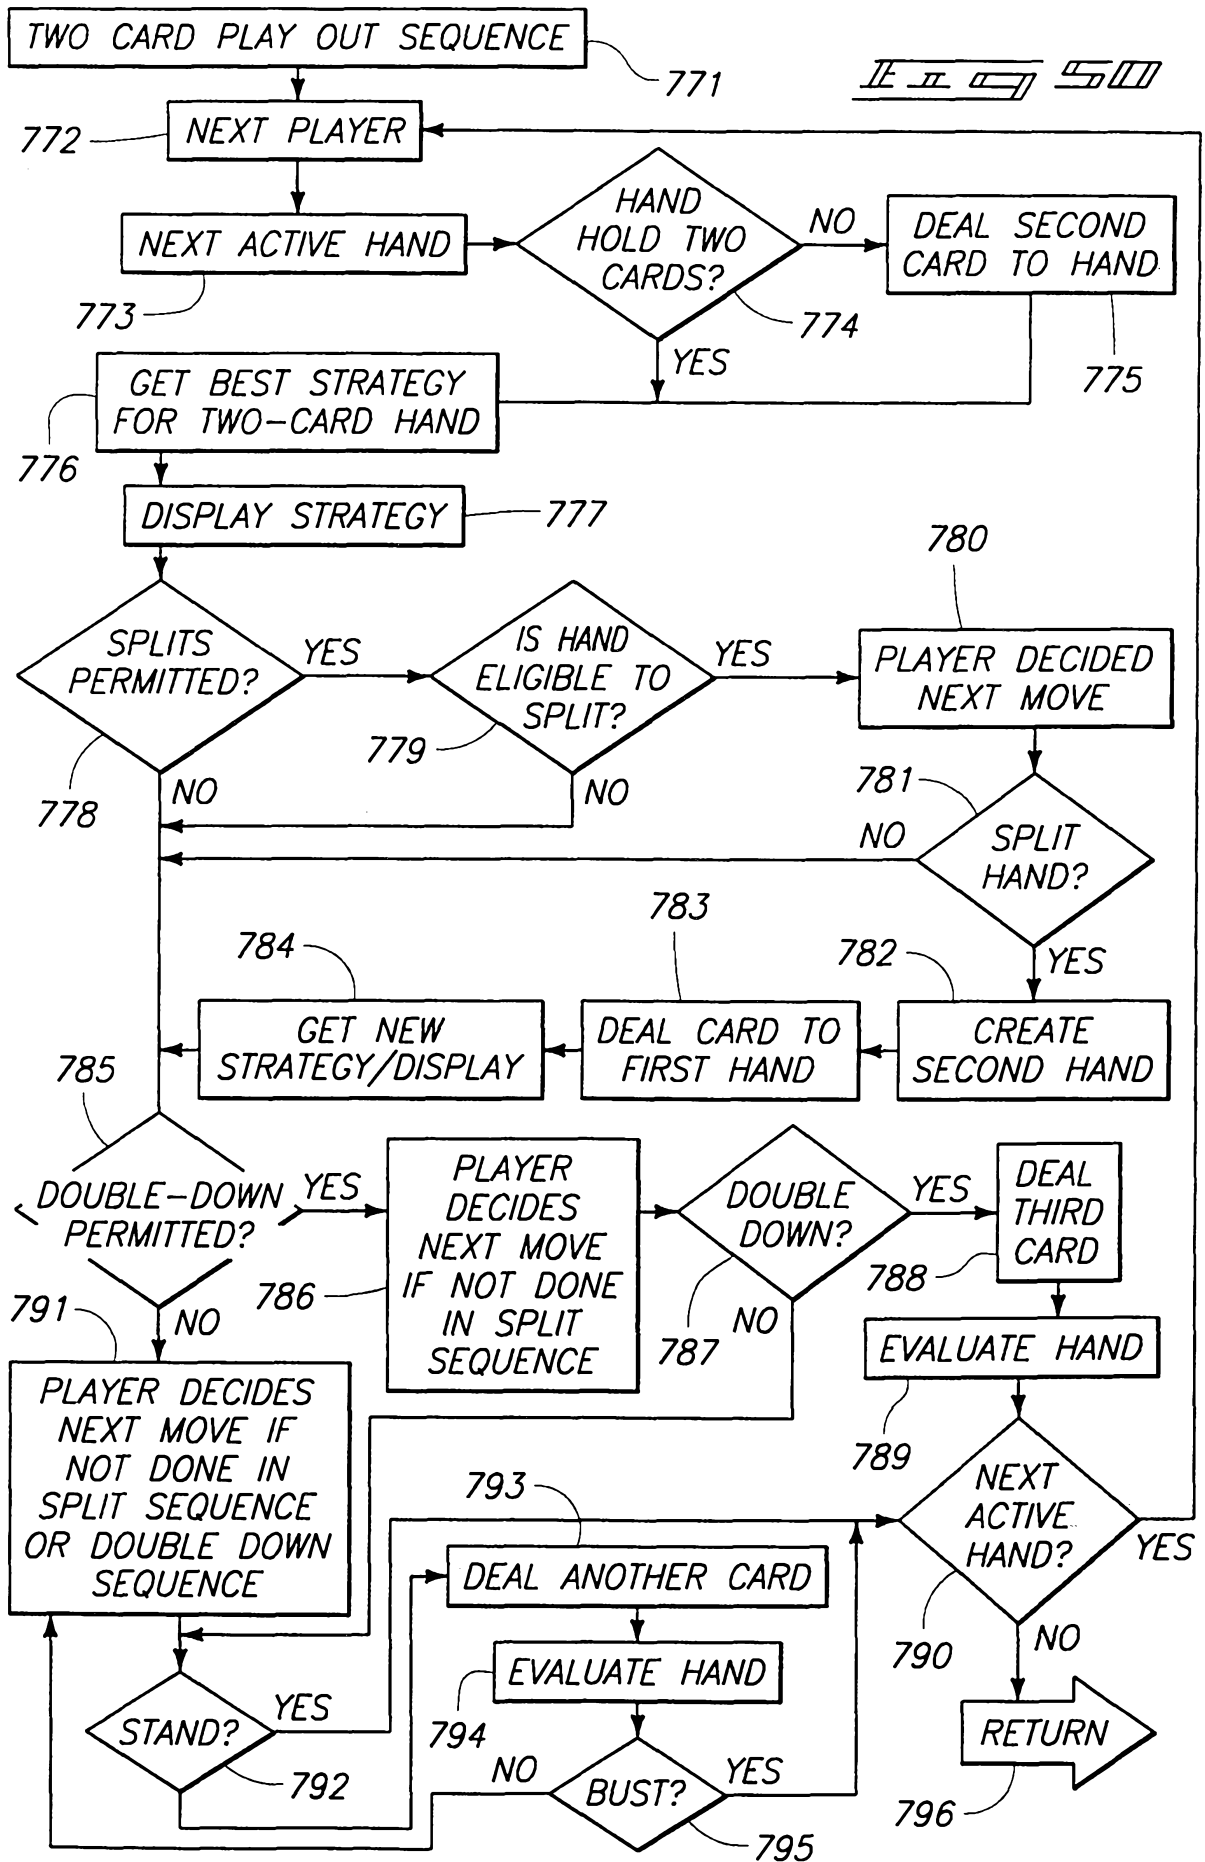 TWO CARD PLAY OUT SEQUENCE
771
Fig 50
772
NEXT PLAYER
HAND
HOLD TWO
CARDS?
NO
DEAL SECOND
CARD TO HAND
NEXT ACTIVE HAND
773
774
YES
775
GET BEST STRATEGY
FOR TWO-CARD HAND
776
DISPLAY STRATEGY
777
780
SPLITS
PERMITTED?
YES
IS HAND
ELIGIBLE TO
SPLIT?
YES
PLAYER DECIDED
NEXT MOVE
778
NO
779
NO
781
NO
SPLIT
HAND?
YES
784
783
782
GET NEW
STRATEGY/DISPLAY
DEAL CARD TO
FIRST HAND
CREATE
SECOND HAND
785
DOUBLE-DOWN
PERMITTED?
YES
PLAYER
DECIDES
NEXT MOVE
IF NOT DONE
IN SPLIT
SEQUENCE
786
DOUBLE
DOWN?
YES
DEAL
THIRD
CARD
788
787
NO
791
NO
EVALUATE HAND
789
PLAYER DECIDES
NEXT MOVE IF
NOT DONE IN
SPLIT SEQUENCE
OR DOUBLE DOWN
SEQUENCE
793
NEXT
ACTIVE
HAND?
YES
DEAL ANOTHER CARD
790
NO
EVALUATE HAND
794
STAND?
YES
792
NO
BUST?
YES
795
RETURN
796